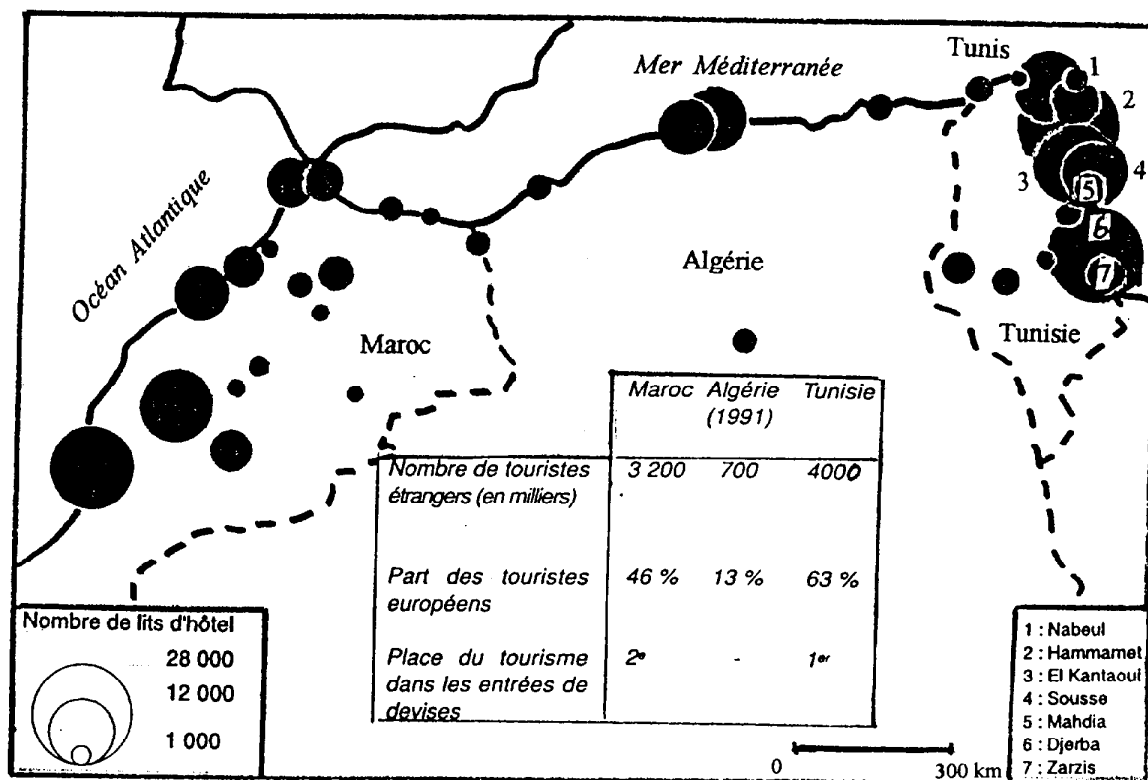 Tunis
Mer Méditerranée
1
2
3
4
5
6
7
Océan Atlantique
Algérie
Maroc
Tunisie
Maroc Algérie Tunisie
(1991)
Nombre de touristes 3 200 700 4000
étrangers (en milliers)
Part des touristes 46 % 13 % 63 %
européens
Place du tourisme 2e - 1er
dans les entrées de
devises
Nombre de lits d'hôtel
28 000
12 000
1 000
0 300 km
1 : Nabeul
2 : Hammamet
3 : El Kantaoui
4 : Sousse
5 : Mahdia
6 : Djerba
7 : Zarzis